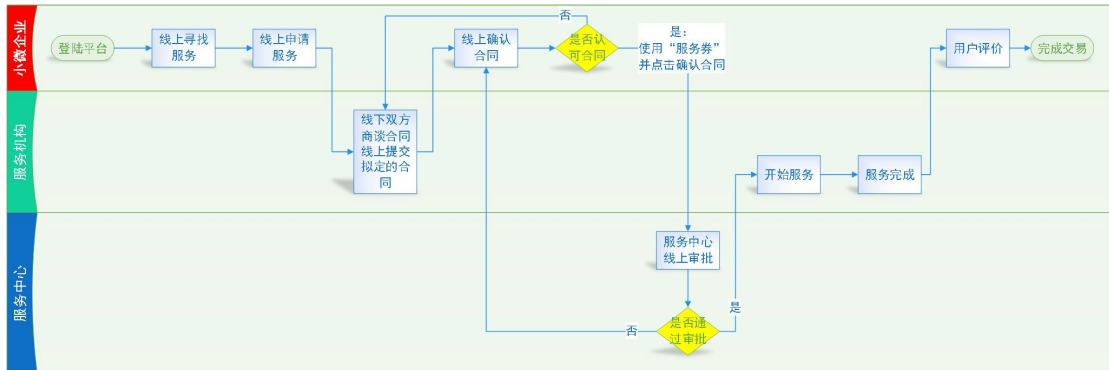 小微企业
登陆平台
线上寻找
服务
线上申请
服务
线上确认
合同
否
是否认
可合同
是：
使用“服务券”
并点击确认合同
用户评价
完成交易
服务机构
线下双方
商谈合同
线上提交
拟定的合
同
开始服务
服务完成
服务中心
服务中心
线上审批
是否通
过审批
否
是